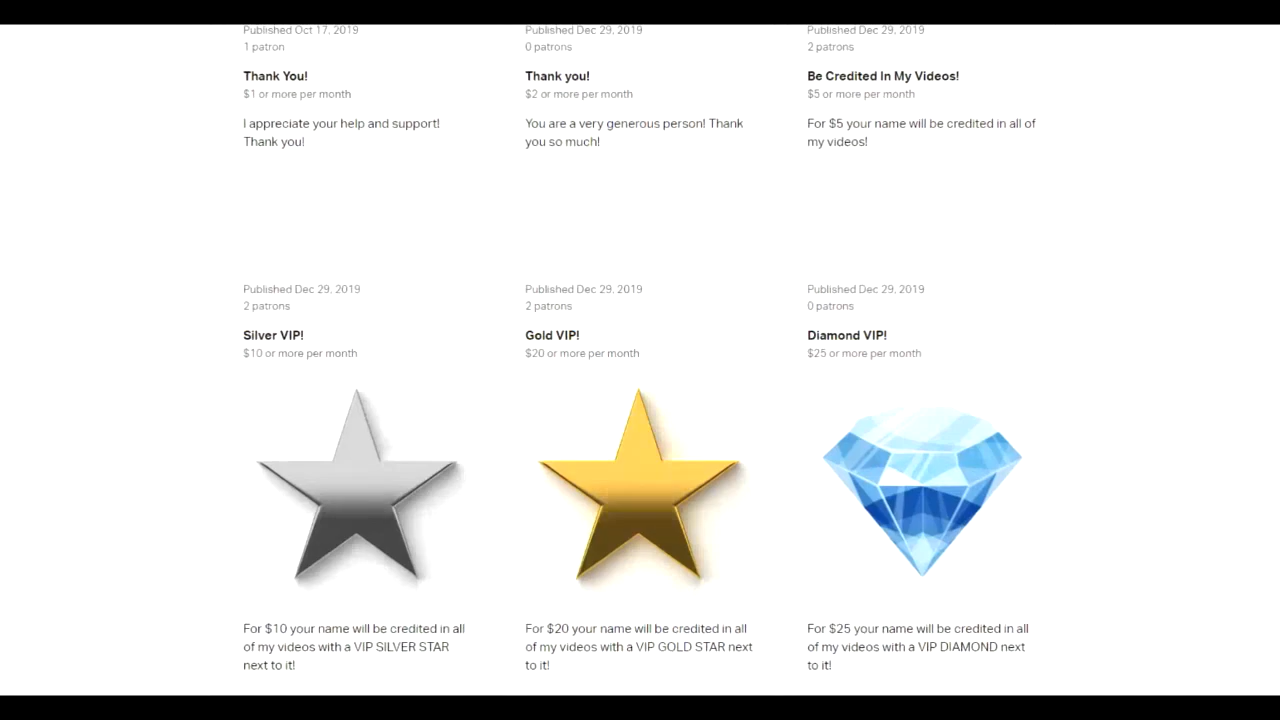 Published Oct 17, 2019
1 patron
Thank You!
$1 or more per month
I appreciate your help and support!
Thank you!
Published Dec 29, 2019
0 patrons
Thank you!
$2 or more per month
You are a very generous person! Thank
you so much!
Published Dec 29, 2019
2 patrons
Be Credited In My Videos!
$5 or more per month
For $5 your name will be credited in all of
my videos!
Published Dec 29, 2019
2 patrons
Silver VIP!
$10 or more per month
For $10 your name will be credited in all
of my videos with a VIP SILVER STAR
next to it!
Published Dec 29, 2019
2 patrons
Gold VIP!
$20 or more per month
For $20 your name will be credited in all
of my videos with a VIP GOLD STAR next
to it!
Published Dec 29, 2019
0 patrons
Diamond VIP!
$25 or more per month
For $25 your name will be credited in all
of my videos with a VIP DIAMOND next
to it!